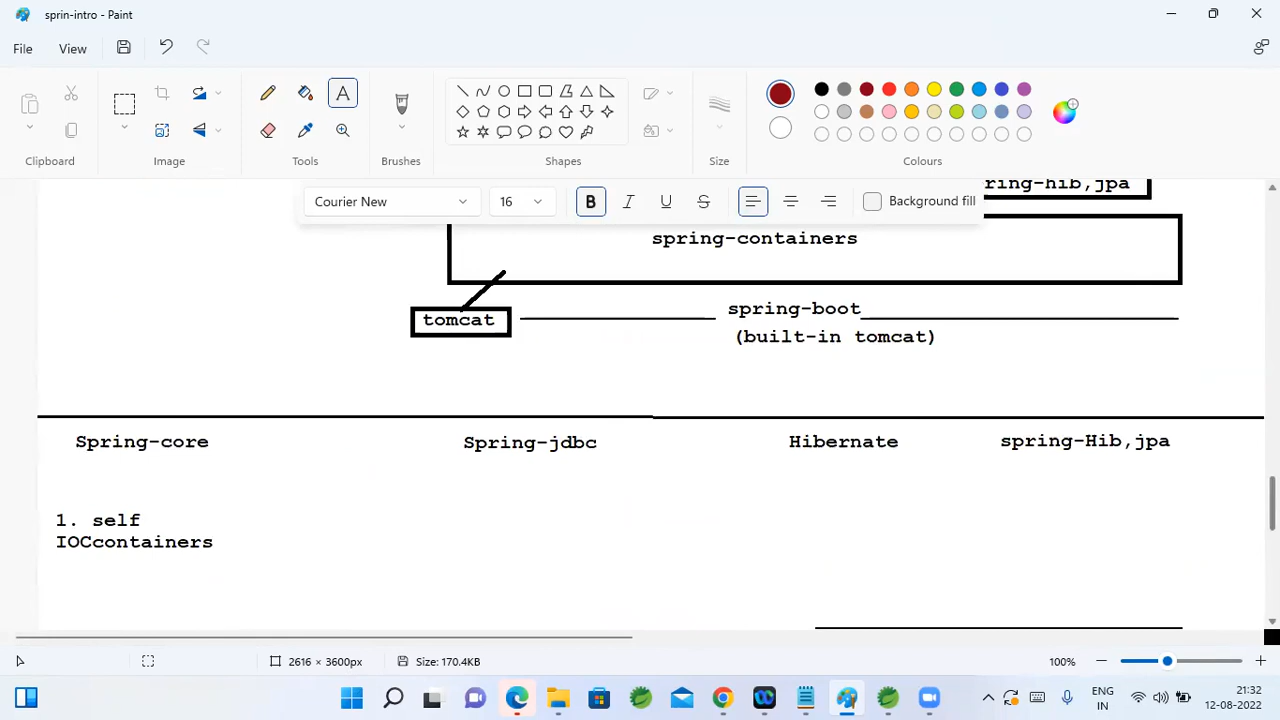 sprin-intro - Paint
File
View
Clipboard
Image
Tools
Brushes
Shapes
Size
Colours
Courier New
16
B
Background fill
ring-hib,jpa
spring-containers
tomcat
spring-boot
(built-in tomcat)
Spring-core
Spring-jdbc
Hibernate
spring-Hib,jpa
1. self
IOCcontainers
2616 × 3600px
Size: 170.4KB
100%
ENG
IN
21:32
12-08-2022